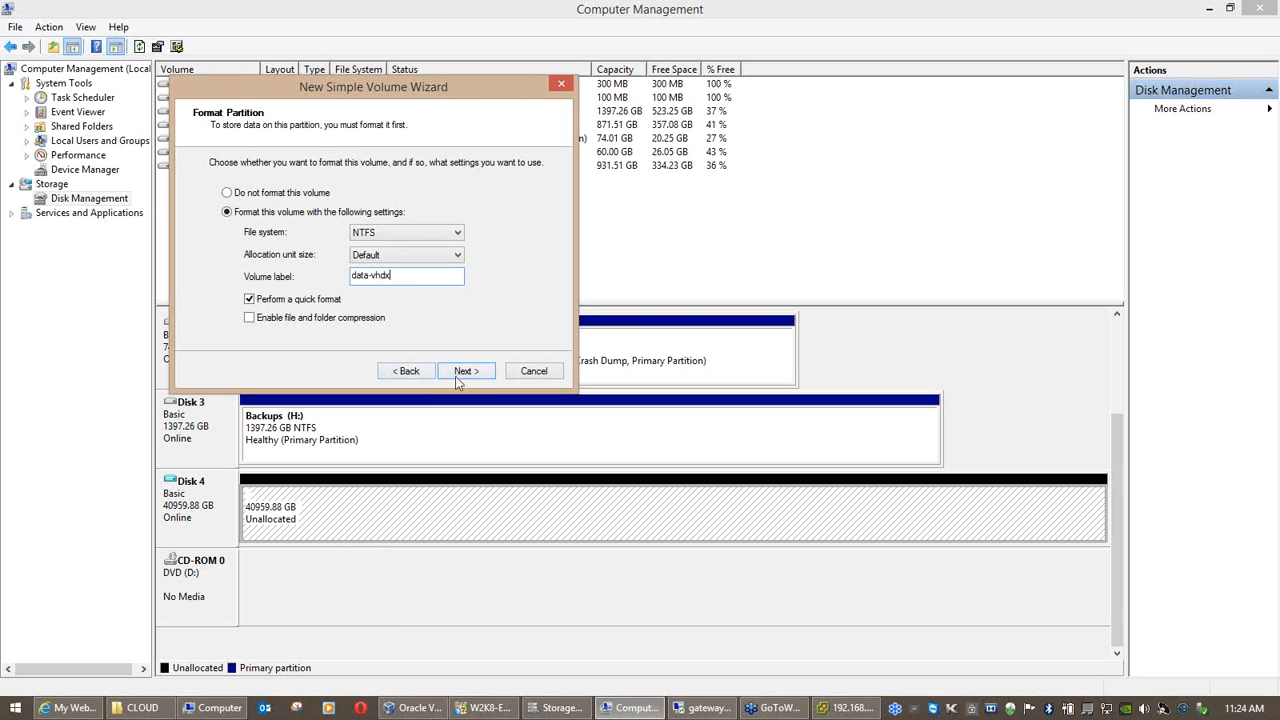 Computer Management
File Action View Help
Computer Management (Local
System Tools
Task Scheduler
Event Viewer
Shared Folders
Local Users and Groups
Performance
Device Manager
Storage
Disk Management
Services and Applications
Volume Layout Type File System Status Capacity Free Space % Free
300 MB 300 MB 100 %
100 MB 100 MB 100 %
1397.26 GB 523.25 GB 37 %
871.51 GB 357.08 GB 41 %
) 74.01 GB 20.25 GB 27 %
60.00 GB 26.05 GB 43 %
931.51 GB 334.23 GB 36 %
Actions
Disk Management
More Actions
New Simple Volume Wizard
Format Partition
To store data on this partition, you must format it first.
Choose whether you want to format this volume, and if so, what settings you want to use.
Do not format this volume
Format this volume with the following settings:
File system: NTFS
Allocation unit size: Default
Volume label: data-vhdx
Perform a quick format
Enable file and folder compression
< Back Next > Cancel
Crash Dump, Primary Partition)
Disk 3
Basic
1397.26 GB
Online
Backups (H:)
1397.26 GB NTFS
Healthy (Primary Partition)
Disk 4
Basic
40959.88 GB
Online
40959.88 GB
Unallocated
CD-ROM 0
DVD (D:)
No Media
Unallocated Primary partition
My Web... CLOUD Computer Oracle V... W2K8-E... Storage... Comput... gateway... GoToW... 192.168.... 11:24 AM